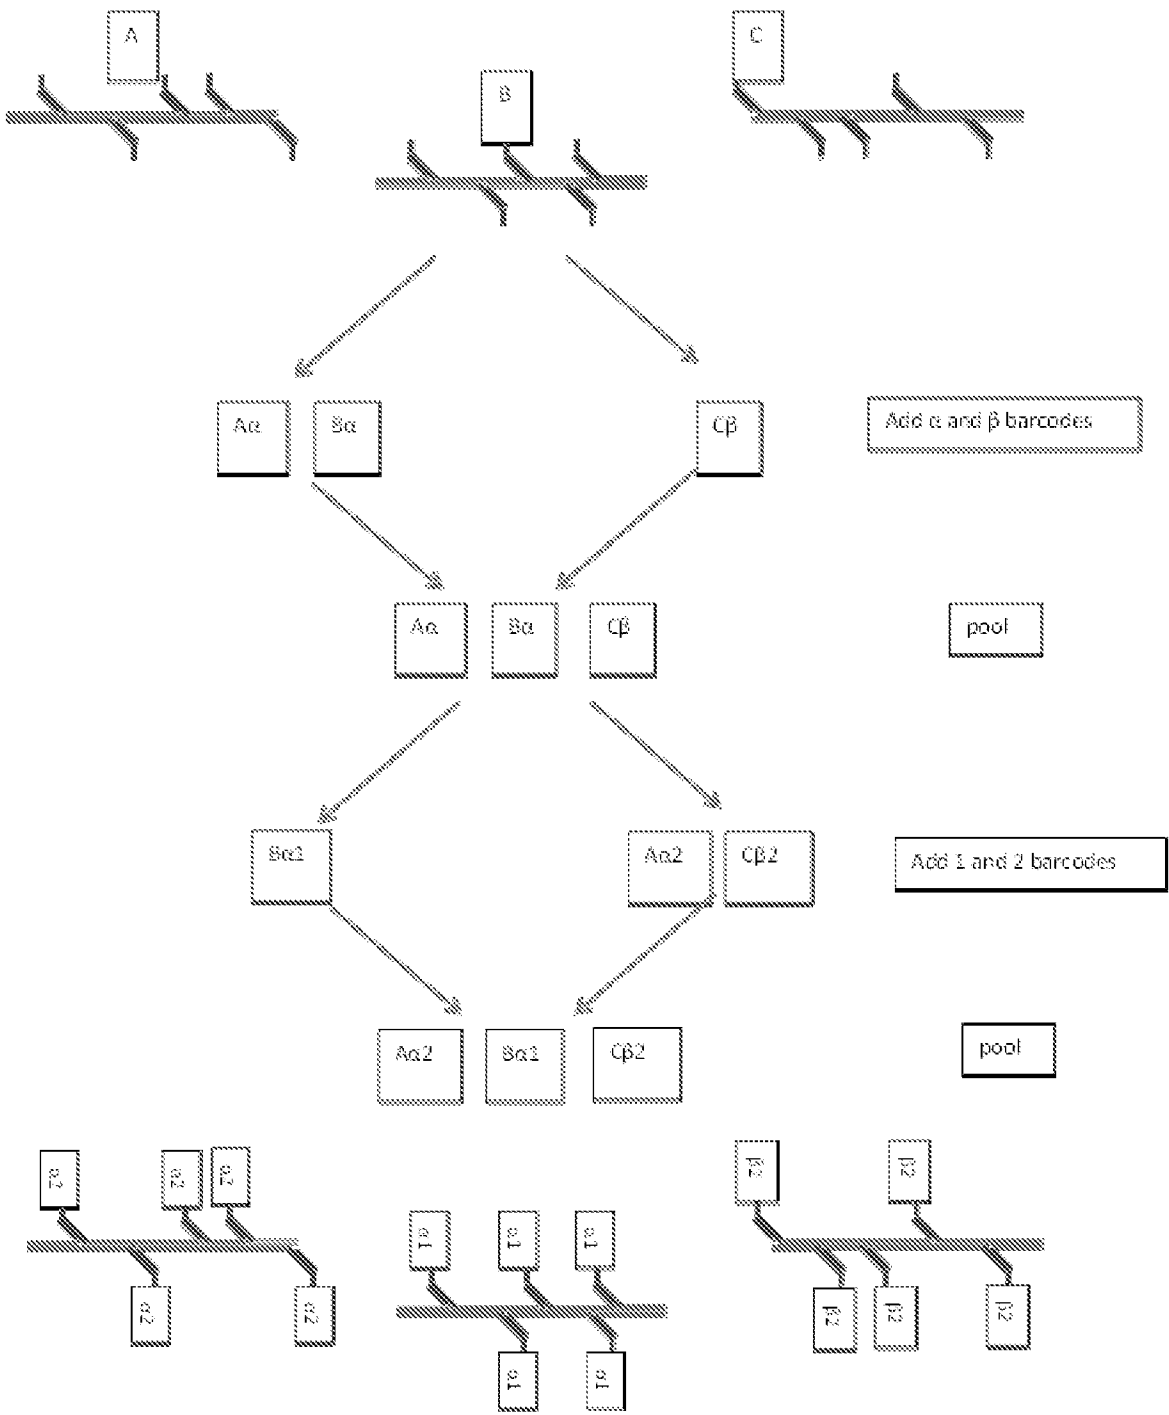 A
B
C
Aα
Bα
Cβ
Add α and β barcodes
Aα
Bα
Cβ
pool
Bα1
Aα2
Cβ2
Add 1 and 2 barcodes
Aα2
Bα1
Cβ2
pool
α2
α2
α2
α2
α2
α1
α1
α1
α1
α1
β2
β2
β2
β2
β2